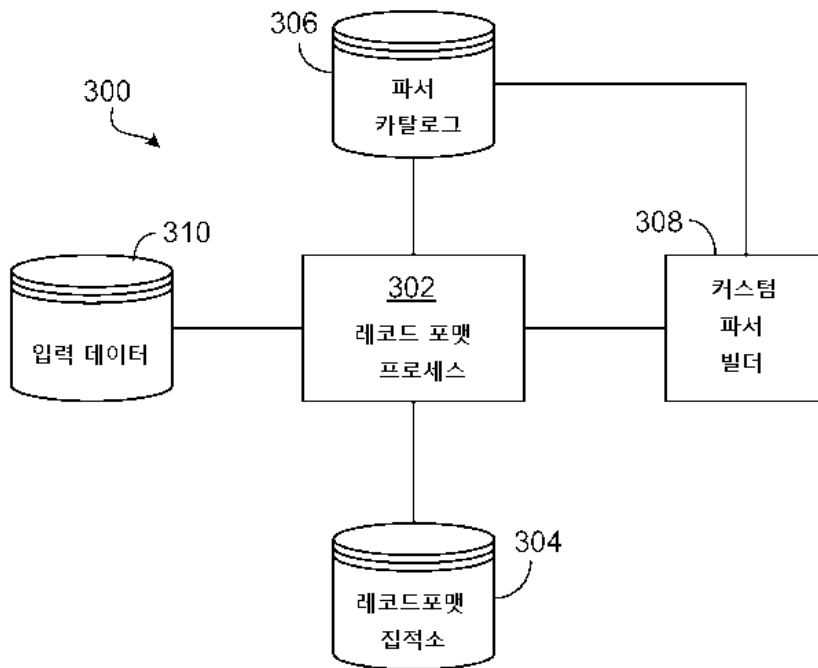 306
파서
카탈로그
300
310
입력 데이터
302
레코드 포맷
프로세스
308
커스텀
파서
빌더
304
레코드포맷
집적소